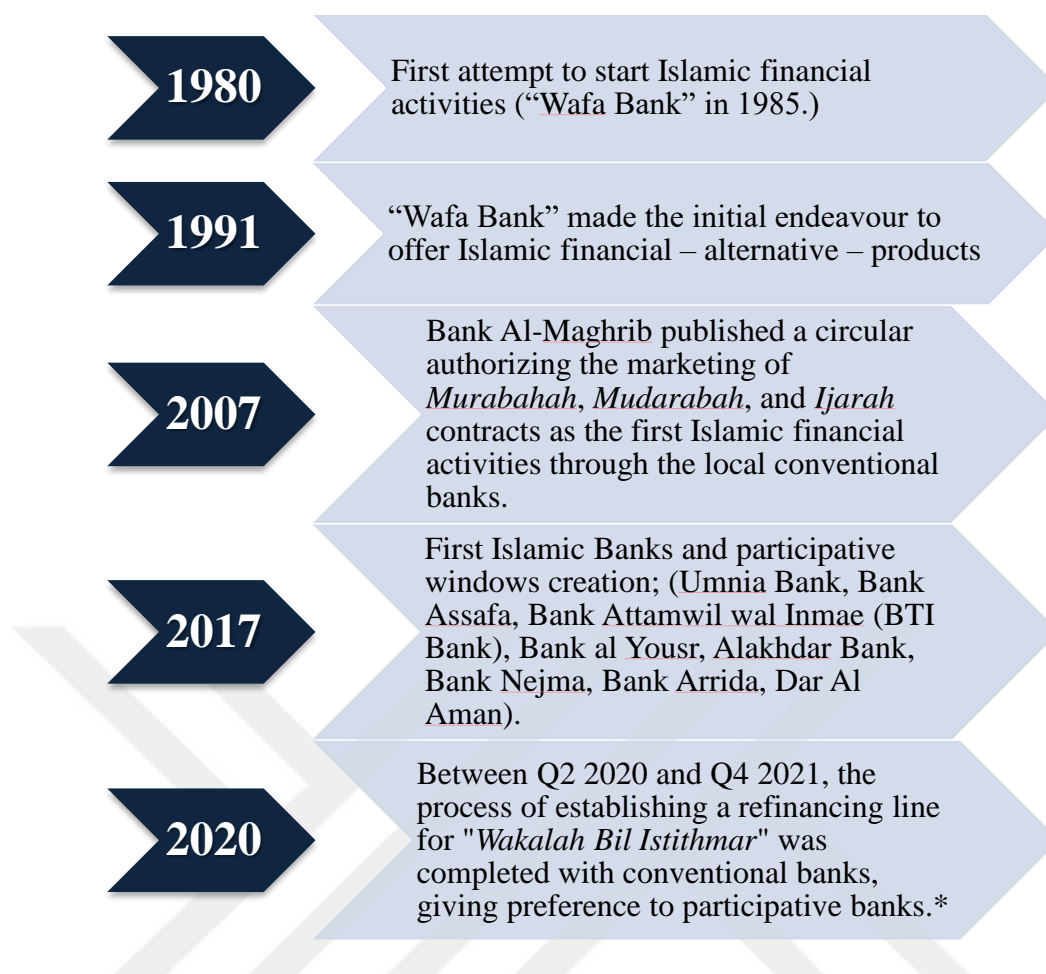 1980
First attempt to start Islamic financial
activities (“Wafa Bank” in 1985.)
1991
“Wafa Bank” made the initial endeavour to
offer Islamic financial – alternative – products
2007
Bank Al-Maghrib published a circular
authorizing the marketing of
Murabahah, Mudarabah, and Ijarah
contracts as the first Islamic financial
activities through the local conventional
banks.
2017
First Islamic Banks and participative
windows creation; (Umnia Bank, Bank
Assafa, Bank Attamwil wal Inmae (BTI
Bank), Bank al Yousr, Alakhdar Bank,
Bank Nejma, Bank Arrida, Dar Al
Aman).
2020
Between Q2 2020 and Q4 2021, the
process of establishing a refinancing line
for "Wakalah Bil Istithmar" was
completed with conventional banks,
giving preference to participative banks.*